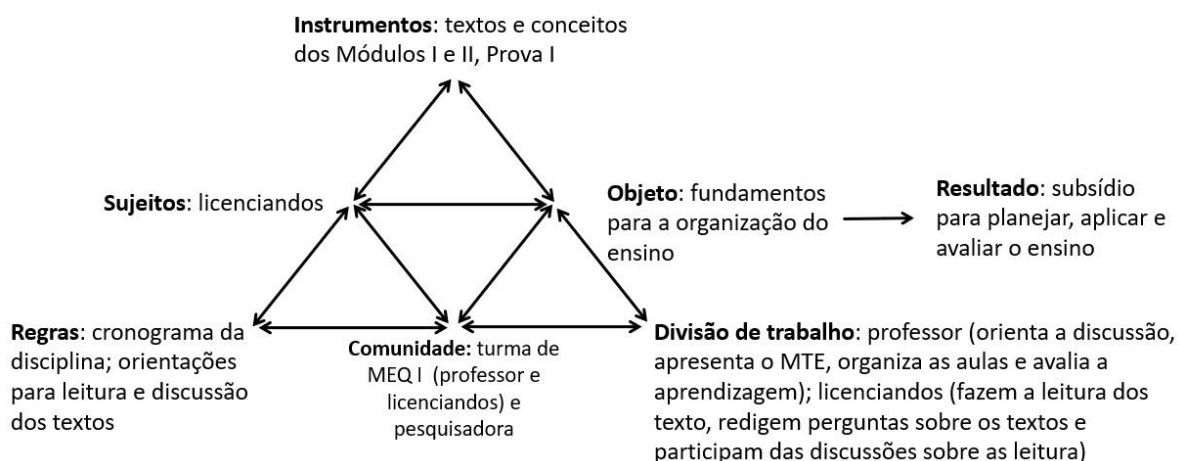 Instrumentos: textos e conceitos
dos Módulos I e II, Prova I
Sujeitos: licenciandos
Objeto: fundamentos
para a organização do
ensino
Resultado: subsídio
para planejar, aplicar e
avaliar o ensino
Regras: cronograma da
disciplina; orientações
para leitura e discussão
dos textos
Comunidade: turma de
MEQ I (professor e
licenciandos) e
pesquisadora
Divisão de trabalho: professor (orienta a discussão,
apresenta o MTE, organiza as aulas e avalia a
aprendizagem); licenciandos (fazem a leitura dos
texto, redigem perguntas sobre os textos e
participam das discussões sobre as leitura)